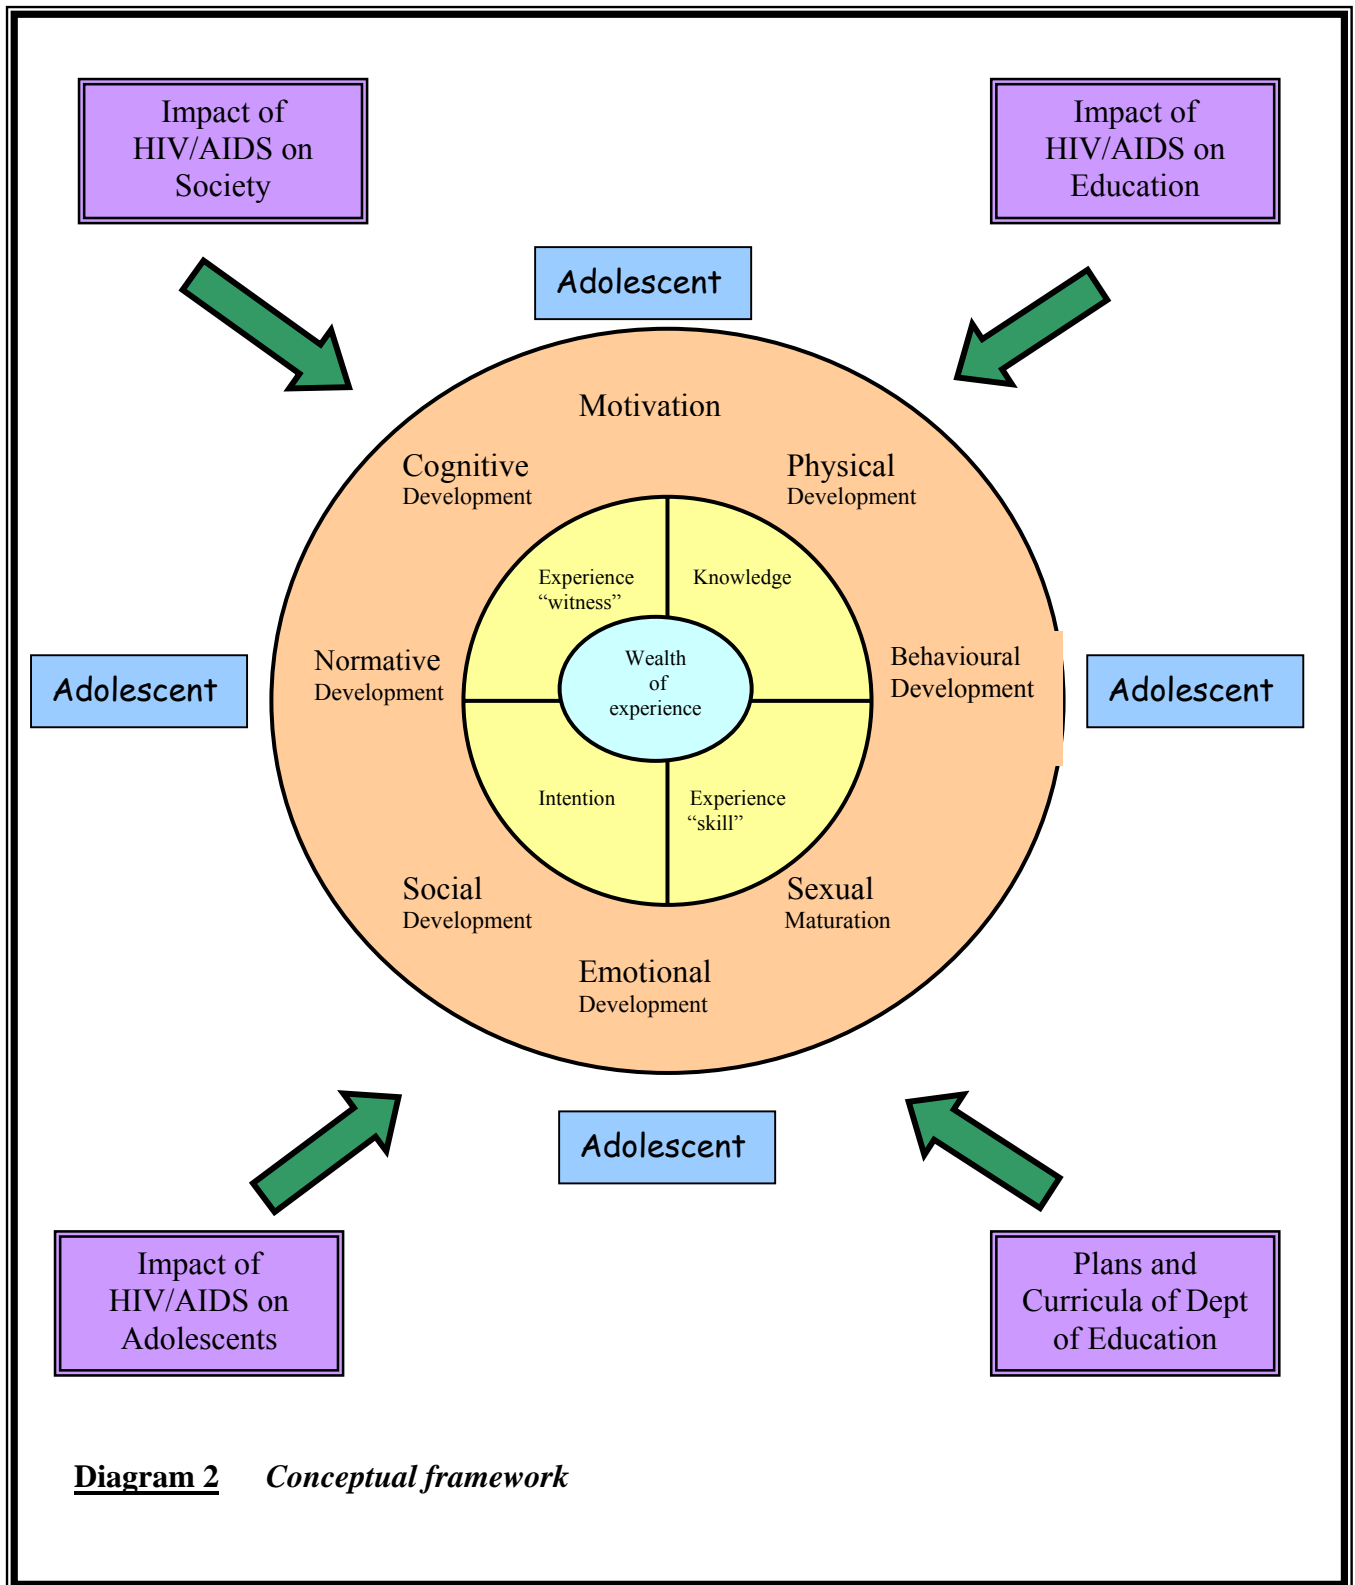 Impact of
HIV/AIDS on
Society
Impact of
HIV/AIDS on
Education
Adolescent
Motivation
Cognitive
Development
Physical
Development
Experience
“witness”
Knowledge
Adolescent
Normative
Development
Wealth
of
experience
Behavioural
Development
Adolescent
Intention
Experience
“skill”
Social
Development
Sexual
Maturation
Emotional
Development
Adolescent
Impact of
HIV/AIDS on
Adolescents
Plans and
Curricula of Dept
of Education
Diagram 2 Conceptual framework